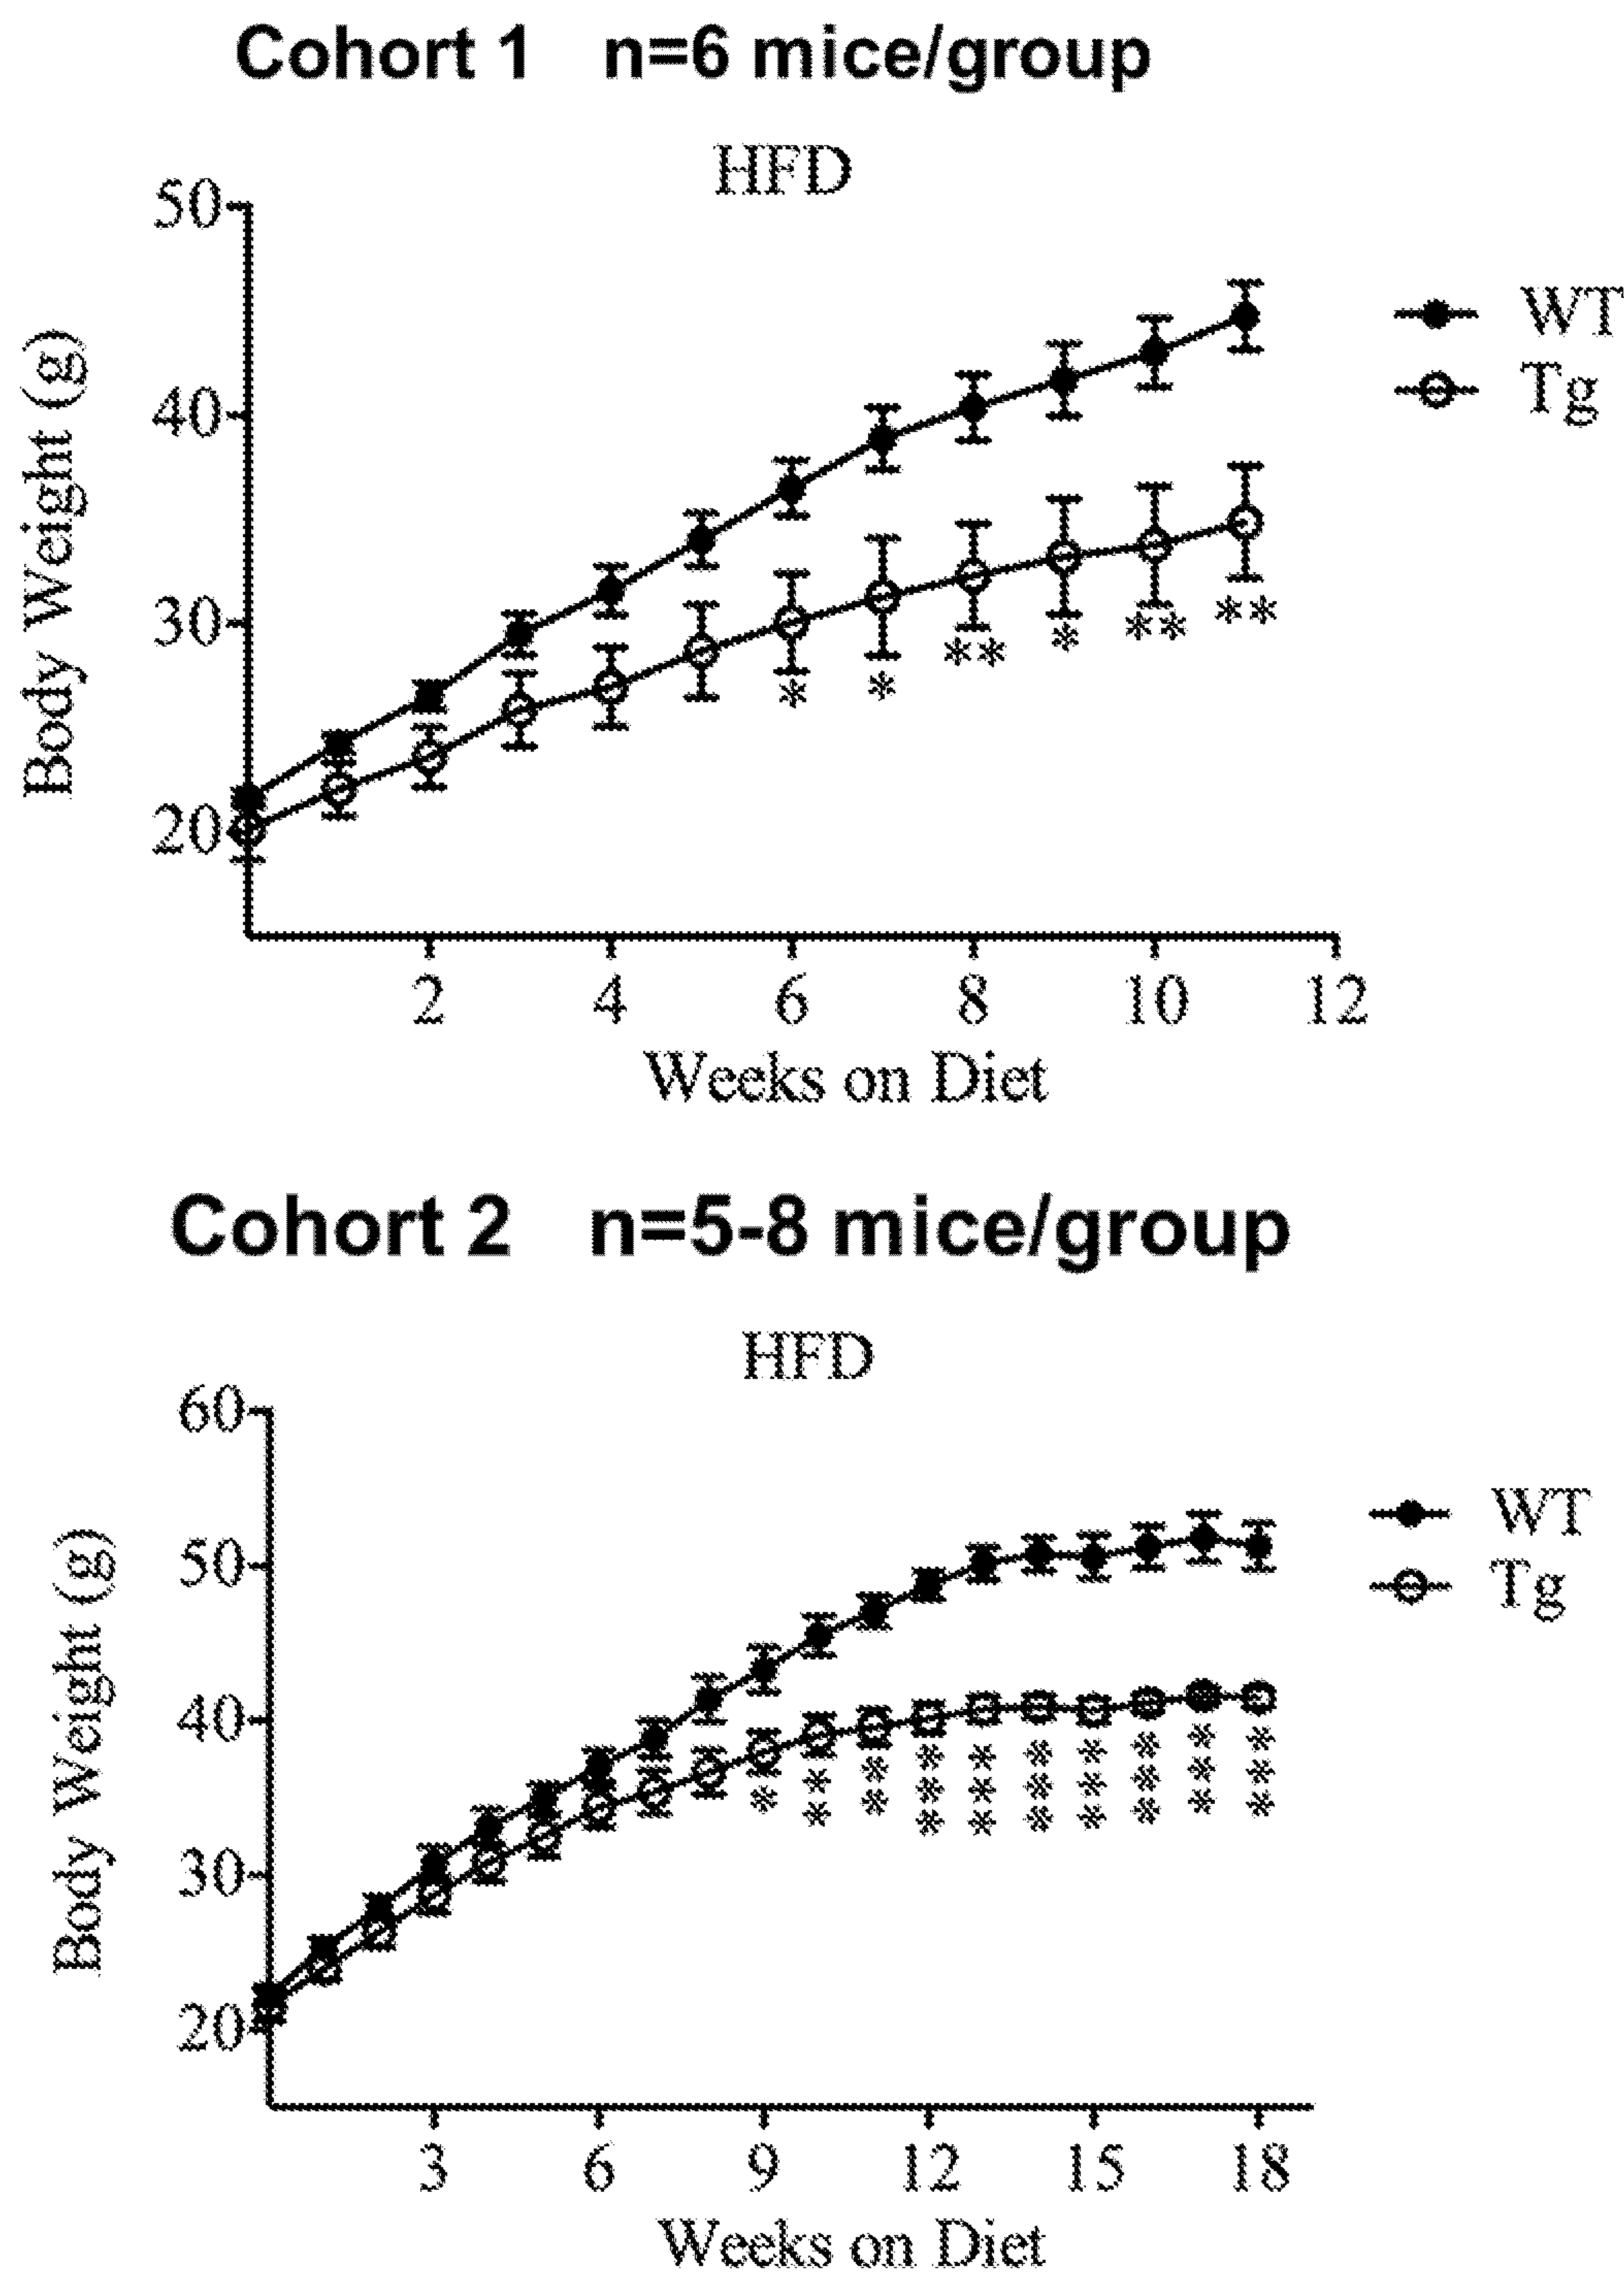 Cohort 1 n=6 mice/group
HFD
50
40
30
20
Body Weight (g)
WT
Tg
*
*
**
*
**
**
2 4 6 8 10 12
Weeks on Diet
Cohort 2 n=5-8 mice/group
HFD
60
50
40
30
20
Body Weight (g)
WT
Tg
*
**
**
***
***
***
***
***
***
***
3 6 9 12 15 18
Weeks on Diet